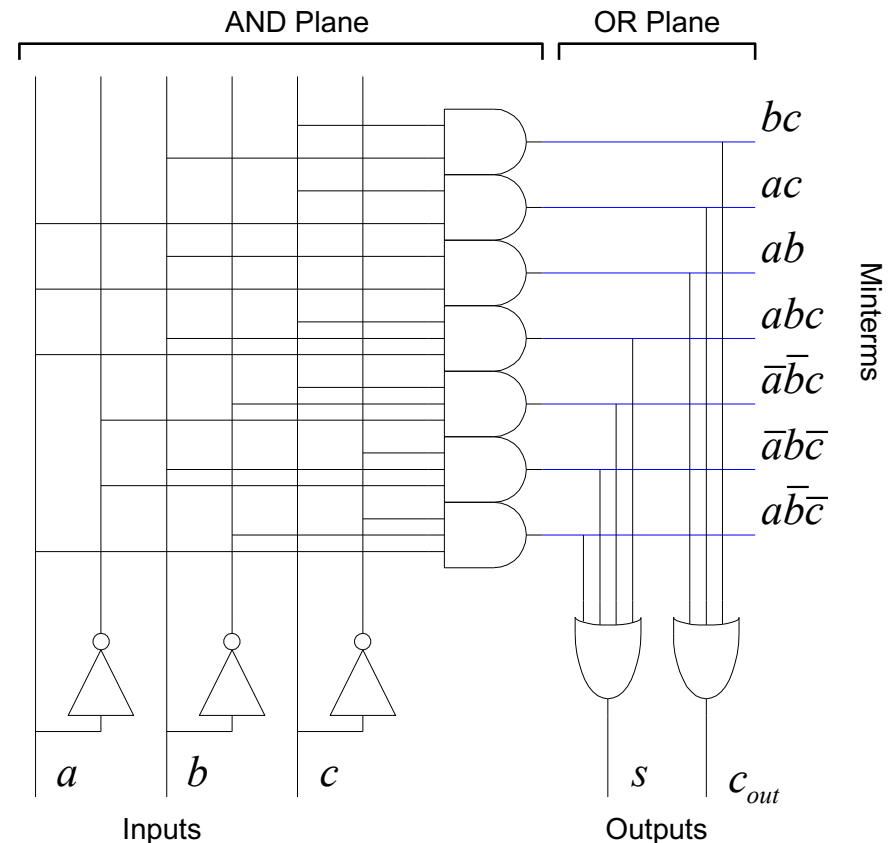 AND Plane
OR Plane
bc
ac
ab
abc
a̅b̅c
a̅bc̅
ab̅c̅
Minterms
a
b
c
s
c_out
Inputs
Outputs